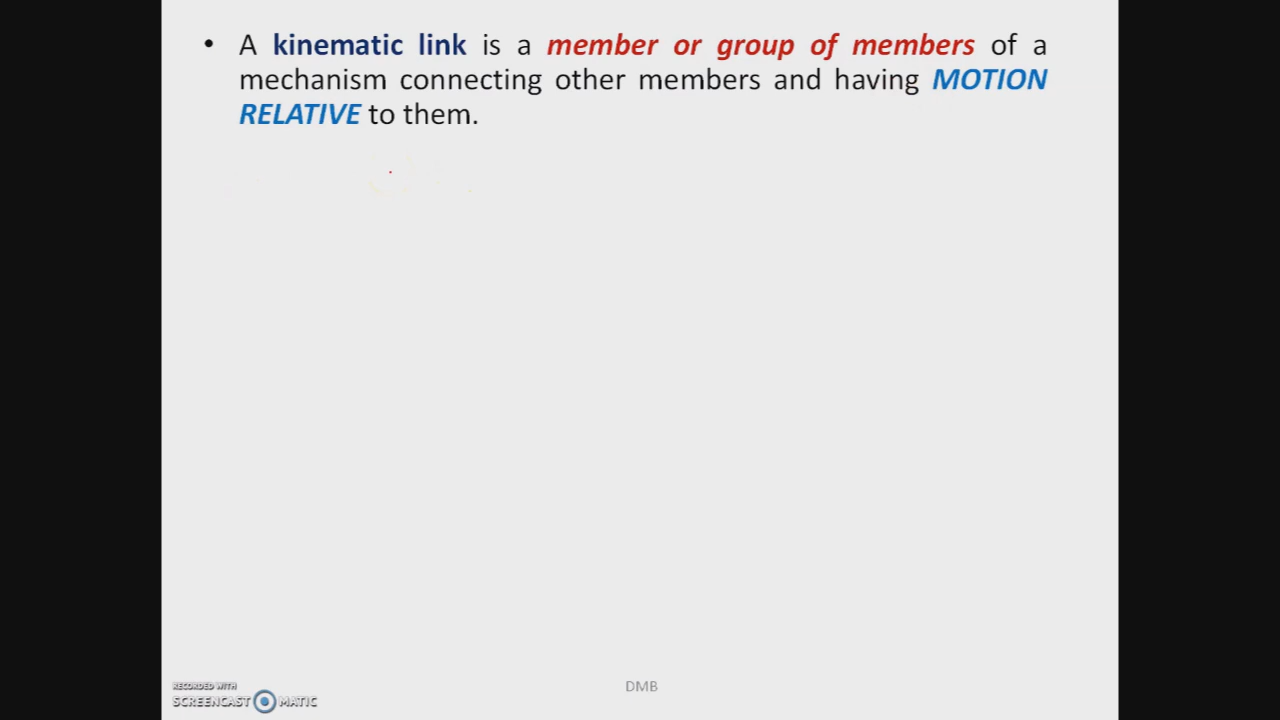 • A kinematic link is a member or group of members of a
mechanism connecting other members and having MOTION
RELATIVE to them.
RECORDED WITH
SCREENCAST MATIC
DMB